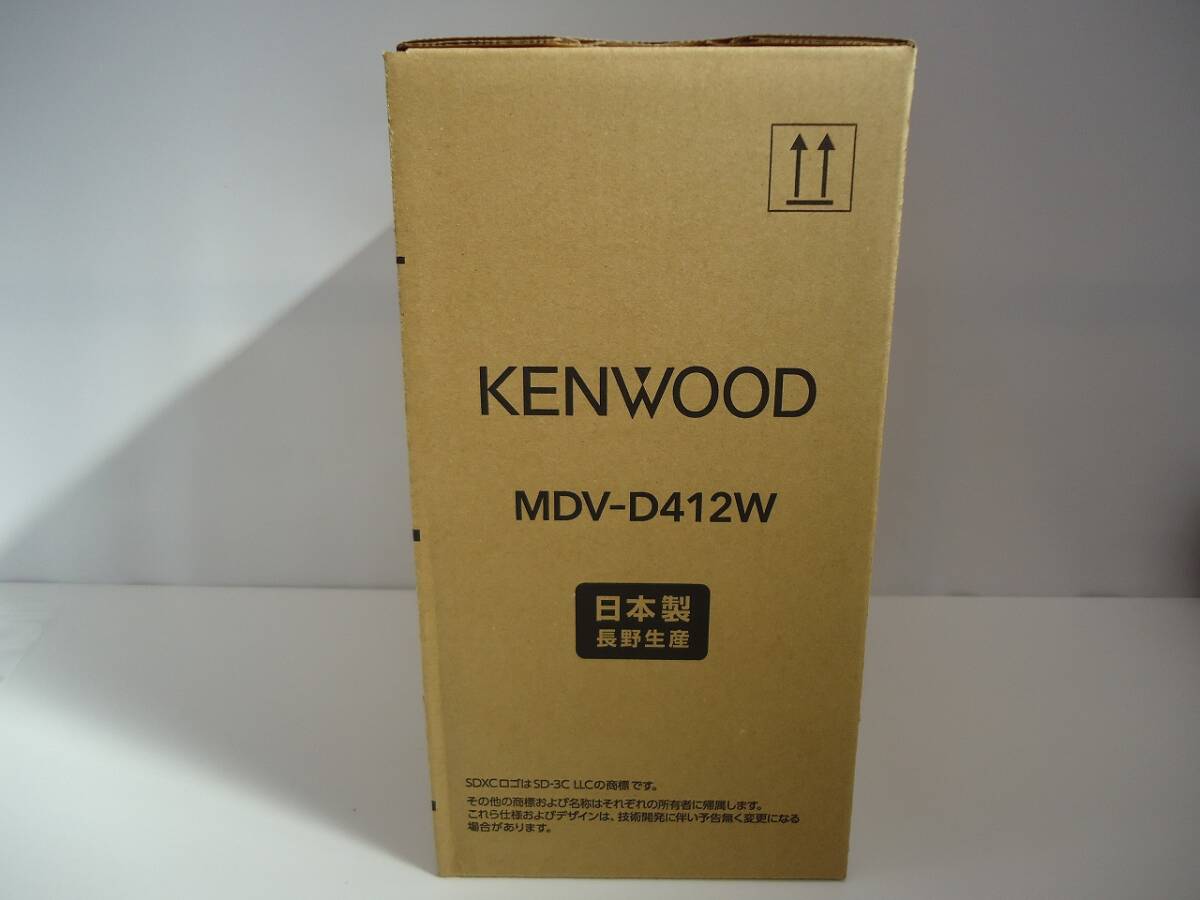 KENWOOD
MDV-D412W
日本製
長野生産
SDXCロゴはSD-3C LLCの商標です。
その他の商標および名称はそれぞれの所有者に帰属します。
これら仕様およびデザインは、技術開発に伴い予告無く変更になる
場合があります。